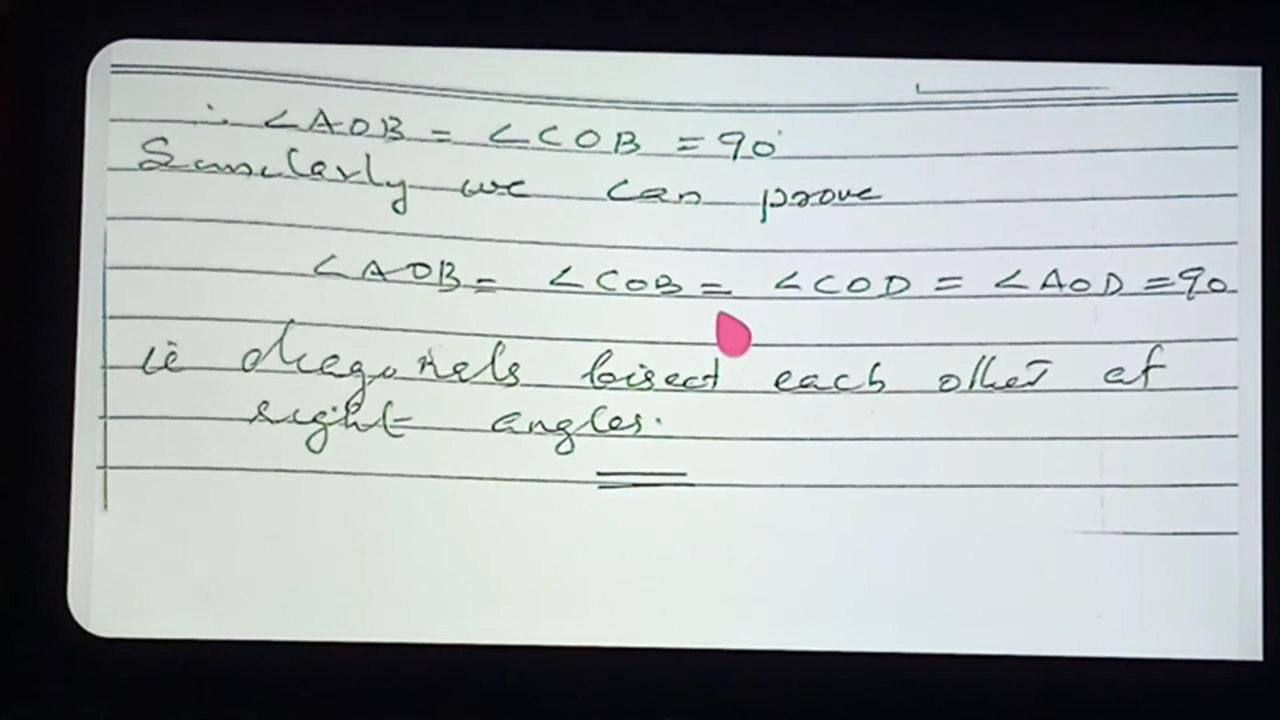 ∴ ∠AOB = ∠COB = 90°
Similarly we can prove
∠AOB = ∠COB = ∠COD = ∠AOD = 90
ie diagonals bisect each other at
right angles.